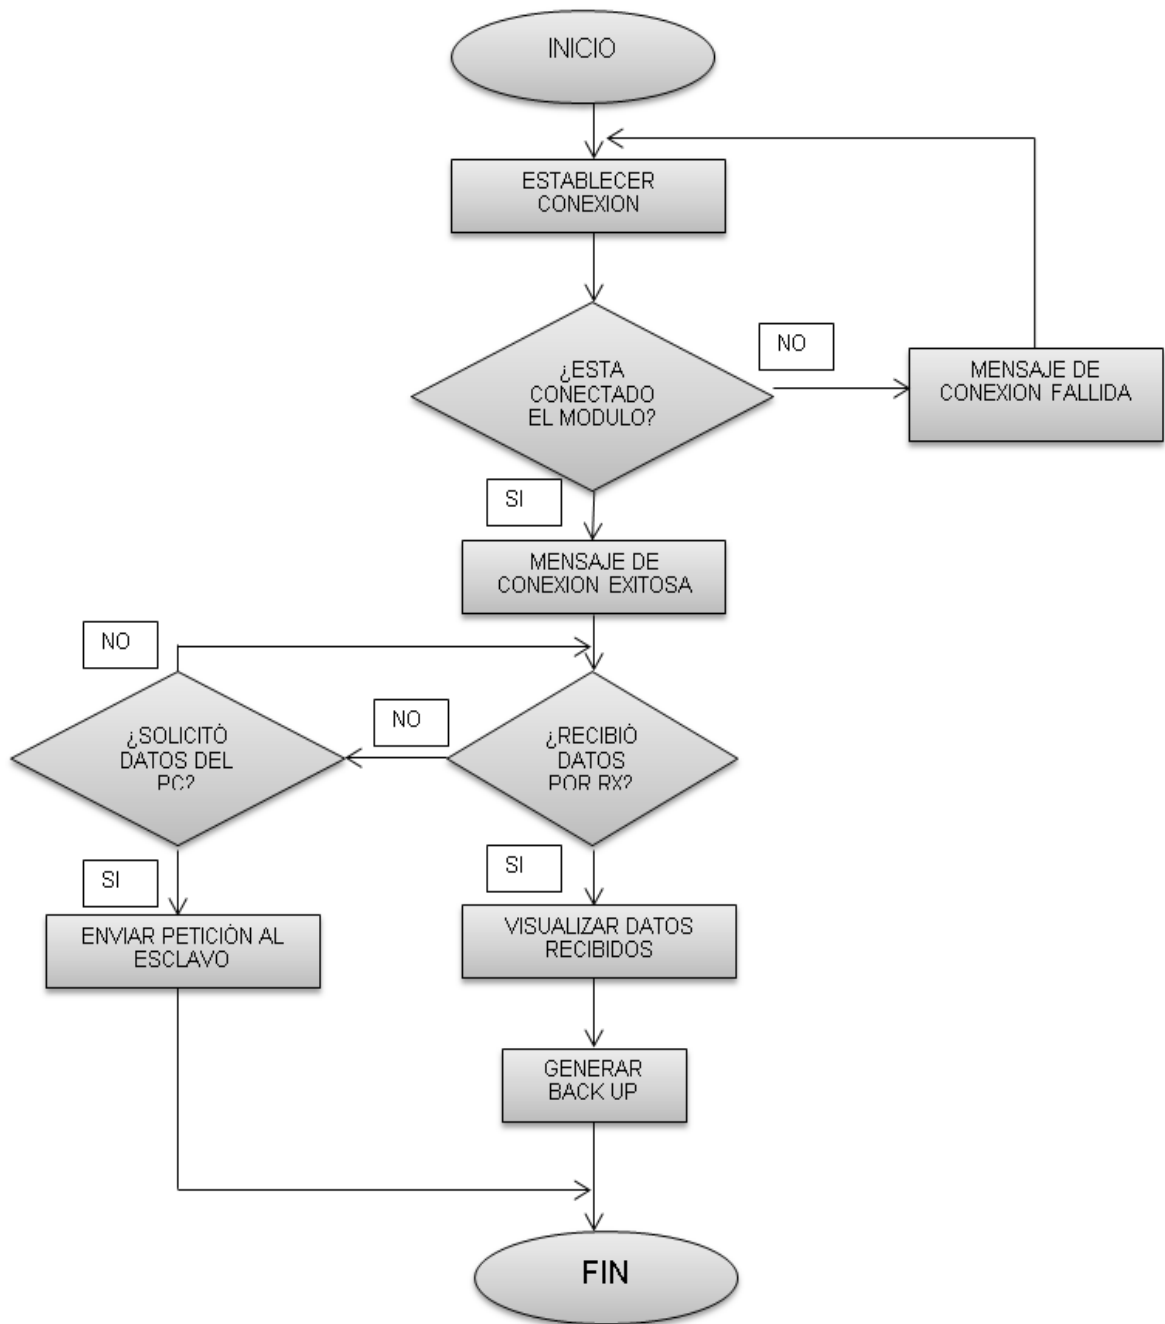 INICIO
ESTABLECER
CONEXION
¿ESTA
CONECTADO
EL MODULO?
NO
MENSAJE DE
CONEXION FALLIDA
SI
MENSAJE DE
CONEXION EXITOSA
NO
¿SOLICITÓ
DATOS DEL
PC?
NO
¿RECIBIÓ
DATOS
POR RX?
SI
ENVIAR PETICIÓN AL
ESCLAVO
SI
VISUALIZAR DATOS
RECIBIDOS
GENERAR
BACK UP
FIN